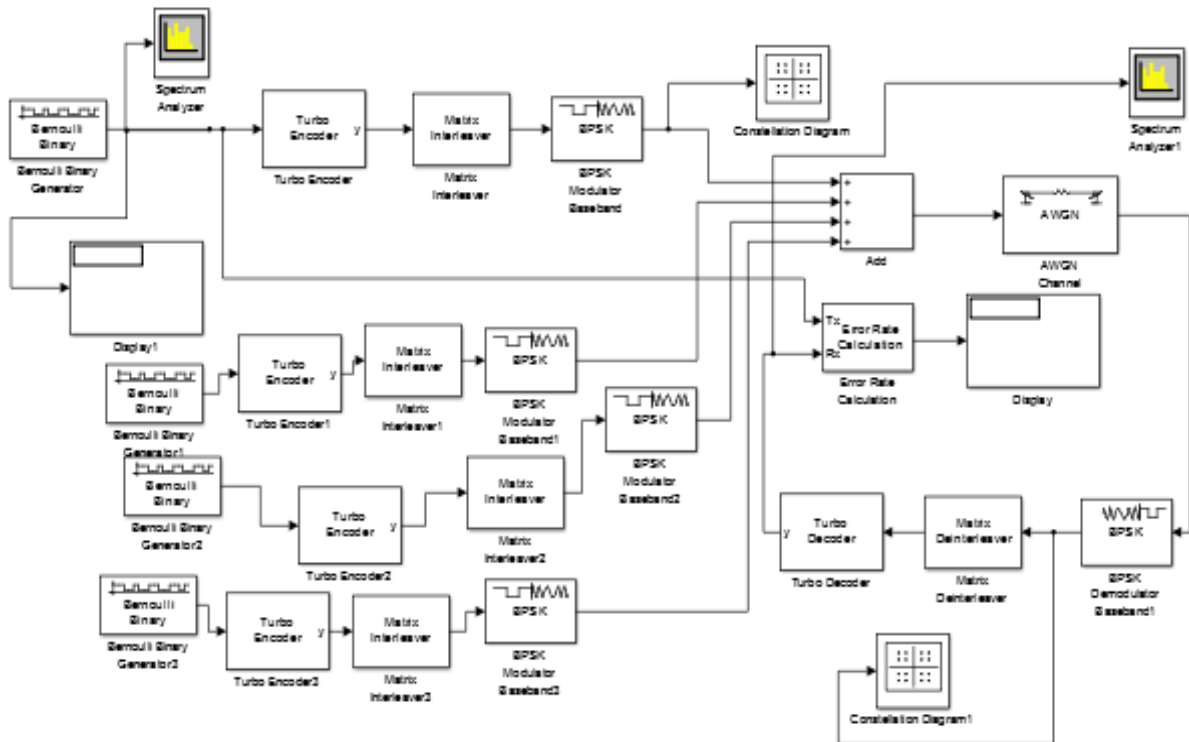 Spectrum
Analyzer
Bernoulli
Binary
Bernoulli Binary
Generator
Turbo
Encoder
y
Turbo Encoder
Matrix
Interleaver
Matrix
Interleaver
BPSK
BPSK
Modulator
Baseband
Constellation Diagram
Spectrum
Analyzer1
+
+
+
+
Add
AWGN
AWGN
Channel
Display1
Tx
Rx
Error Rate
Calculation
Error Rate
Calculation
Display
Bernoulli
Binary
Bernoulli Binary
Generator1
Turbo
Encoder
y
Turbo Encoder1
Matrix
Interleaver
Matrix
Interleaver1
BPSK
BPSK
Modulator
Baseband1
Bernoulli
Binary
Bernoulli Binary
Generator2
Turbo
Encoder
y
Turbo Encoder2
Matrix
Interleaver
Matrix
Interleaver2
BPSK
BPSK
Modulator
Baseband2
Bernoulli
Binary
Bernoulli Binary
Generator3
Turbo
Encoder
y
Turbo Encoder3
Matrix
Interleaver
Matrix
Interleaver3
BPSK
BPSK
Modulator
Baseband3
y
Turbo
Decoder
Turbo Decoder
Matrix
Deinterleaver
Matrix
Deinterleaver
BPSK
BPSK
Demodulator
Baseband1
Constellation Diagram1